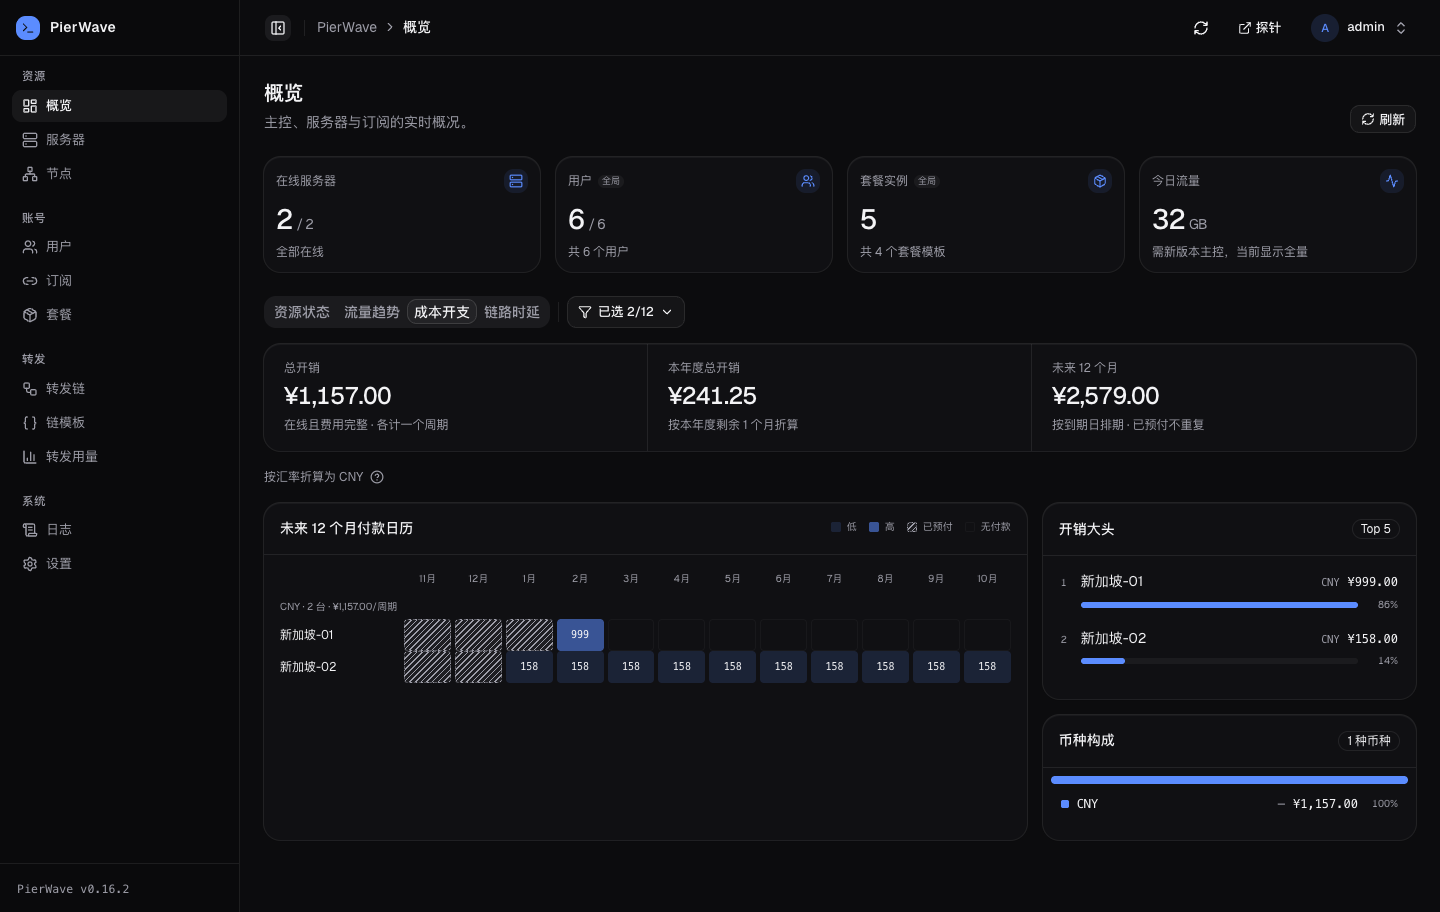 PierWave
PierWave > 概览
探针
A
admin
资源
概览
服务器
节点
账号
用户
订阅
套餐
转发
转发链
链模板
转发用量
系统
日志
设置
PierWave v0.16.2
概览
主控、服务器与订阅的实时概况。
刷新
在线服务器
2 / 2
全部在线
用户 全局
6 / 6
共 6 个用户
套餐实例 全局
5
共 4 个套餐模板
今日流量
32 GB
需新版本主控，当前显示全量
资源状态 流量趋势 成本开支 链路时延
已选 2/12
总开销
¥1,157.00
在线且费用完整 · 各计一个周期
本年度总开销
¥241.25
按本年度剩余 1 个月折算
未来 12 个月
¥2,579.00
按到期日排期 · 已预付不重复
按汇率折算为 CNY
未来 12 个月付款日历
低 高 已预付 无付款
11月 12月 1月 2月 3月 4月 5月 6月 7月 8月 9月 10月
CNY · 2 台 · ¥1,157.00/周期
新加坡-01 999
新加坡-02 158 158 158 158 158 158 158 158 158 158
开销大头
Top 5
1 新加坡-01 CNY ¥999.00
86%
2 新加坡-02 CNY ¥158.00
14%
币种构成
1 种币种
CNY — ¥1,157.00 100%